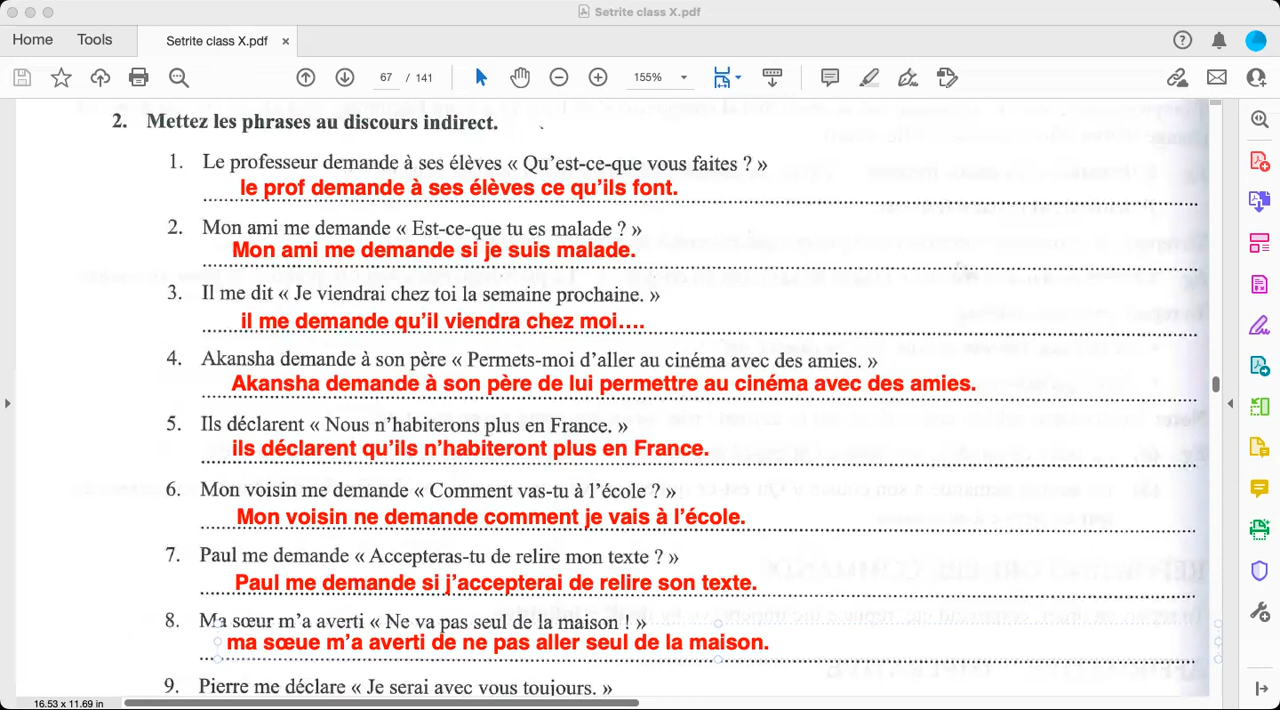 Setrite class X.pdf
Home Tools Setrite class X.pdf ×
67 / 141 155%
2. Mettez les phrases au discours indirect.
1. Le professeur demande à ses élèves « Qu'est-ce-que vous faites ? »
le prof demande à ses élèves ce qu'ils font.
2. Mon ami me demande « Est-ce-que tu es malade ? »
Mon ami me demande si je suis malade.
3. Il me dit « Je viendrai chez toi la semaine prochaine. »
il me demande qu'il viendra chez moi....
4. Akansha demande à son père « Permets-moi d'aller au cinéma avec des amies. »
Akansha demande à son père de lui permettre au cinéma avec des amies.
5. Ils déclarent « Nous n'habiterons plus en France. »
ils déclarent qu'ils n'habiteront plus en France.
6. Mon voisin me demande « Comment vas-tu à l'école ? »
Mon voisin ne demande comment je vais à l'école.
7. Paul me demande « Accepteras-tu de relire mon texte ? »
Paul me demande si j'accepterai de relire son texte.
8. Ma sœur m'a averti « Ne va pas seul de la maison ! »
ma sœue m'a averti de ne pas aller seul de la maison.
9. Pierre me déclare « Je serai avec vous toujours. »
16.53 x 11.69 in